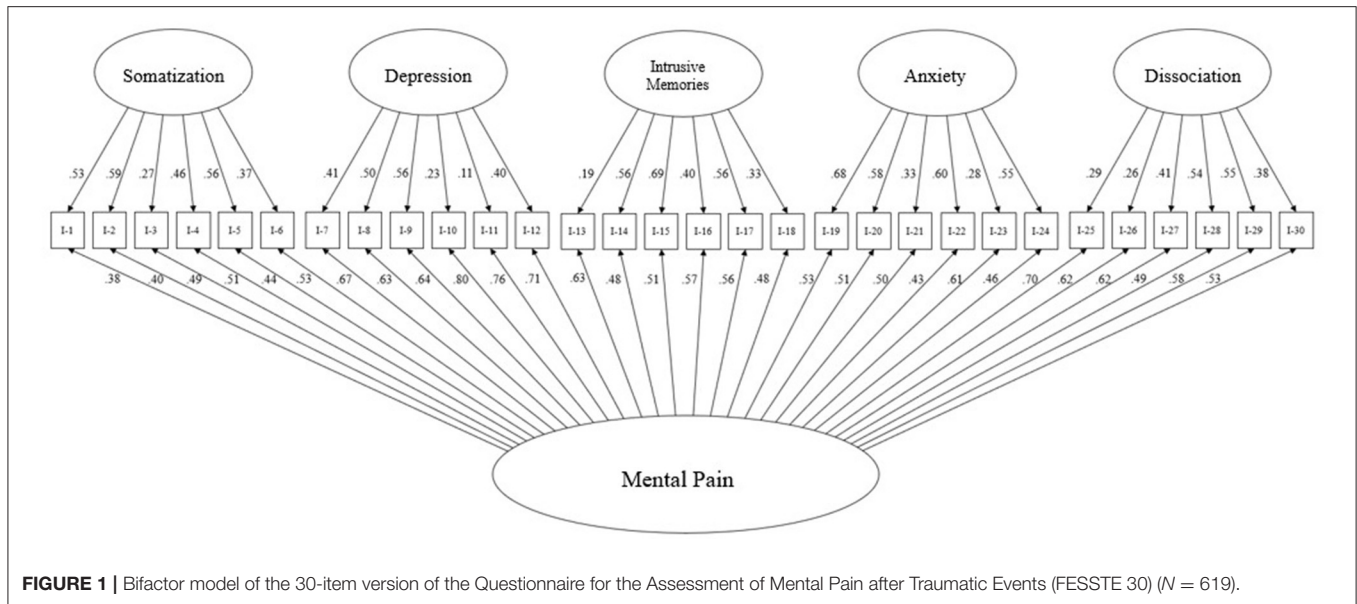 Somatization
Depression
Intrusive
Memories
Anxiety
Dissociation
.53 .59 .27 .46 .56 .37 .41 .50 .56 .23 .11 .40 .19 .56 .69 .40 .56 .33 .68 .58 .33 .60 .28 .55 .29 .26 .41 .54 .55 .38
I-1 I-2 I-3 I-4 I-5 I-6 I-7 I-8 I-9 I-10 I-11 I-12 I-13 I-14 I-15 I-16 I-17 I-18 I-19 I-20 I-21 I-22 I-23 I-24 I-25 I-26 I-27 I-28 I-29 I-30
.38 .40 .49 .51 .44 .53 .67 .63 .64 .80 .76 .71 .63 .48 .51 .57 .56 .48 .53 .51 .50 .43 .61 .46 .70 .62 .62 .49 .58 .53
Mental Pain
FIGURE 1 | Bifactor model of the 30-item version of the Questionnaire for the Assessment of Mental Pain after Traumatic Events (FESSTE 30) (N = 619).